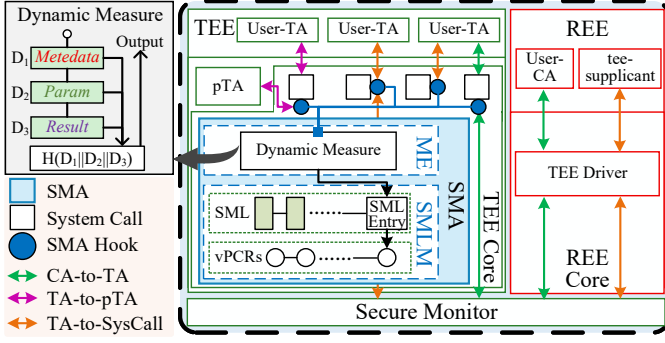 Dynamic Measure
Output
D1 Metedata
D2 Param
D3 Result
H(D1||D2||D3)
SMA
System Call
SMA Hook
CA-to-TA
TA-to-pTA
TA-to-SysCall
TEE
User-TA
User-TA
User-TA
pTA
Dynamic Measure
ME
SML
......
SML
Entry
vPCRs
......
SMLM
SMA
TEE Core
REE
User-
CA
tee-
supplicant
TEE Driver
REE
Core
Secure Monitor